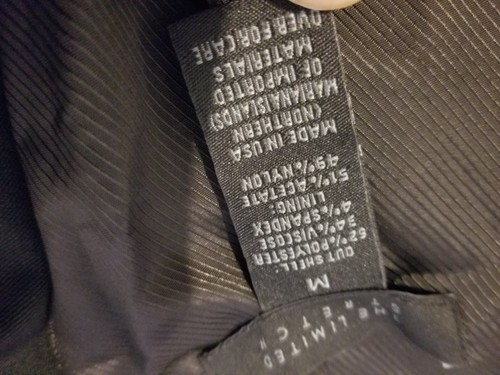 THE LIMITED
STRETCH
M
OUT SHELL:
62%POLYESTER
34%VISCOSE
4%SPANDEX
LINING:
51%ACETATE
49%NYLON
MADE IN USA
(NORTHERN
MARIANA ISLANDS)
OF IMPORTED
MATERIALS
OVER FOR CARE